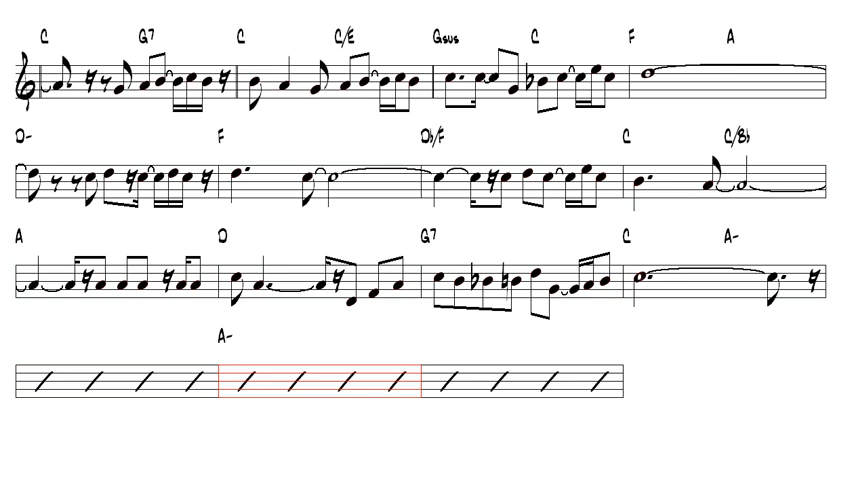 C G7 C C/E Gsus C F A
D- F Db/F C C/Bb
A D G7 C A-
A-